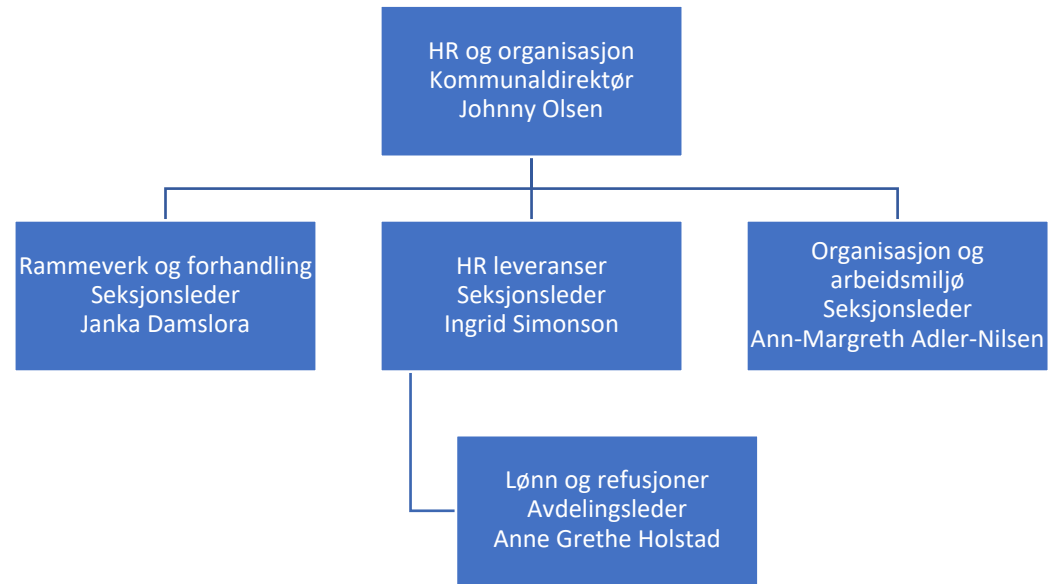 HR og organisasjon
Kommunaldirektør
Johnny Olsen
Rammeverk og forhandling
Seksjonsleder
Janka Damslora
HR leveranser
Seksjonsleder
Ingrid Simonson
Organisasjon og
arbeidsmiljø
Seksjonsleder
Ann-Margreth Adler-Nilsen
Lønn og refusjoner
Avdelingsleder
Anne Grethe Holstad